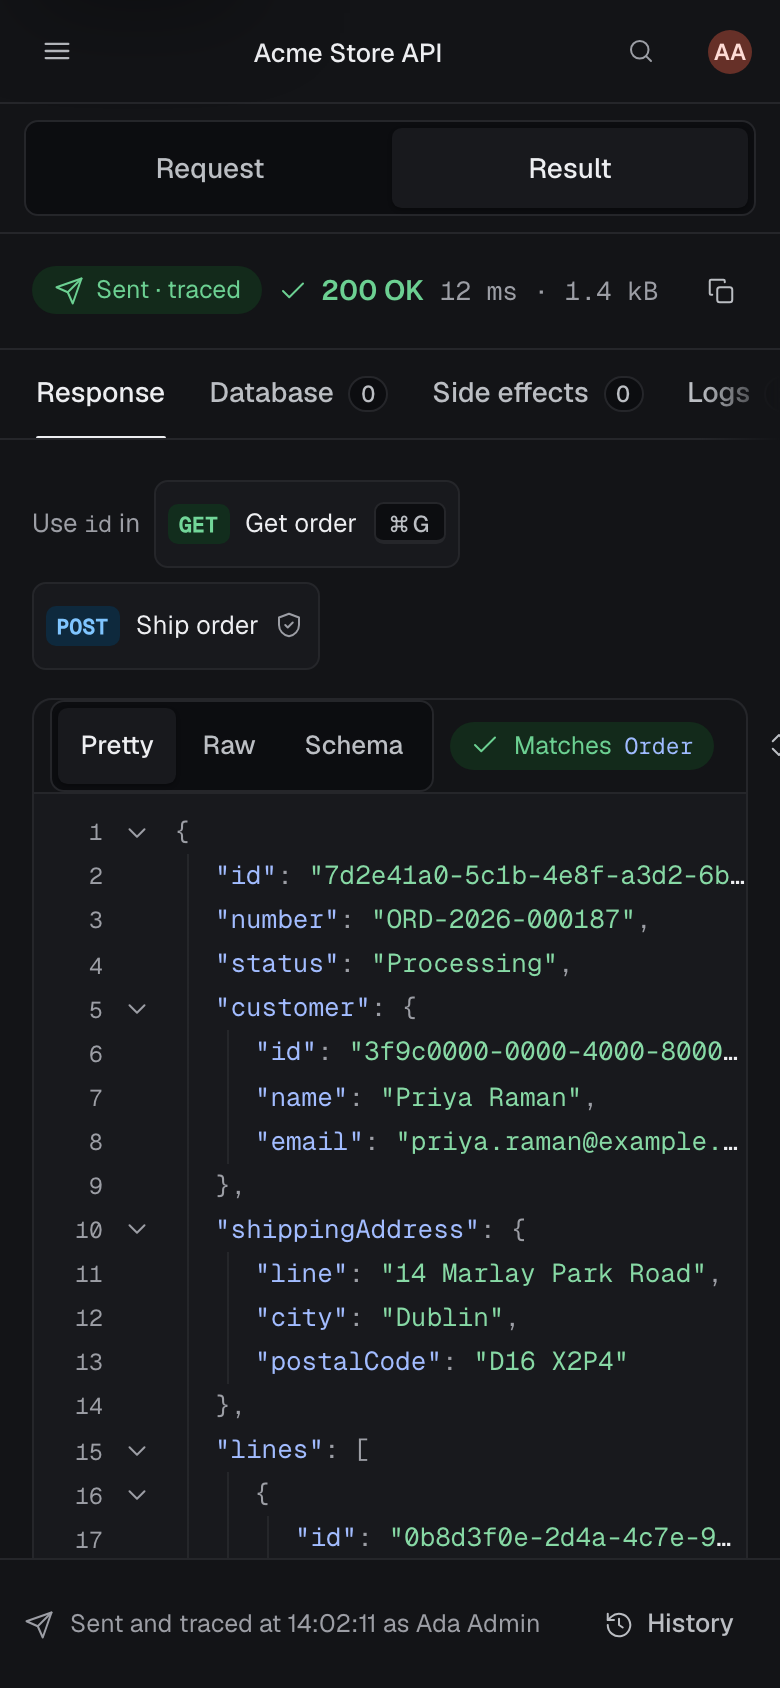 Acme Store API
AA
Request
Result
Sent · traced
200 OK 12 ms · 1.4 kB
Response
Database 0
Side effects 0
Logs
Use id in
GET Get order ⌘G
POST Ship order
Pretty
Raw
Schema
Matches Order
1 {
2 "id": "7d2e41a0-5c1b-4e8f-a3d2-6b…
3 "number": "ORD-2026-000187",
4 "status": "Processing",
5 "customer": {
6 "id": "3f9c0000-0000-4000-8000…
7 "name": "Priya Raman",
8 "email": "priya.raman@example.…
9 },
10 "shippingAddress": {
11 "line": "14 Marlay Park Road",
12 "city": "Dublin",
13 "postalCode": "D16 X2P4"
14 },
15 "lines": [
16 {
17 "id": "0b8d3f0e-2d4a-4c7e-9…
Sent and traced at 14:02:11 as Ada Admin
History